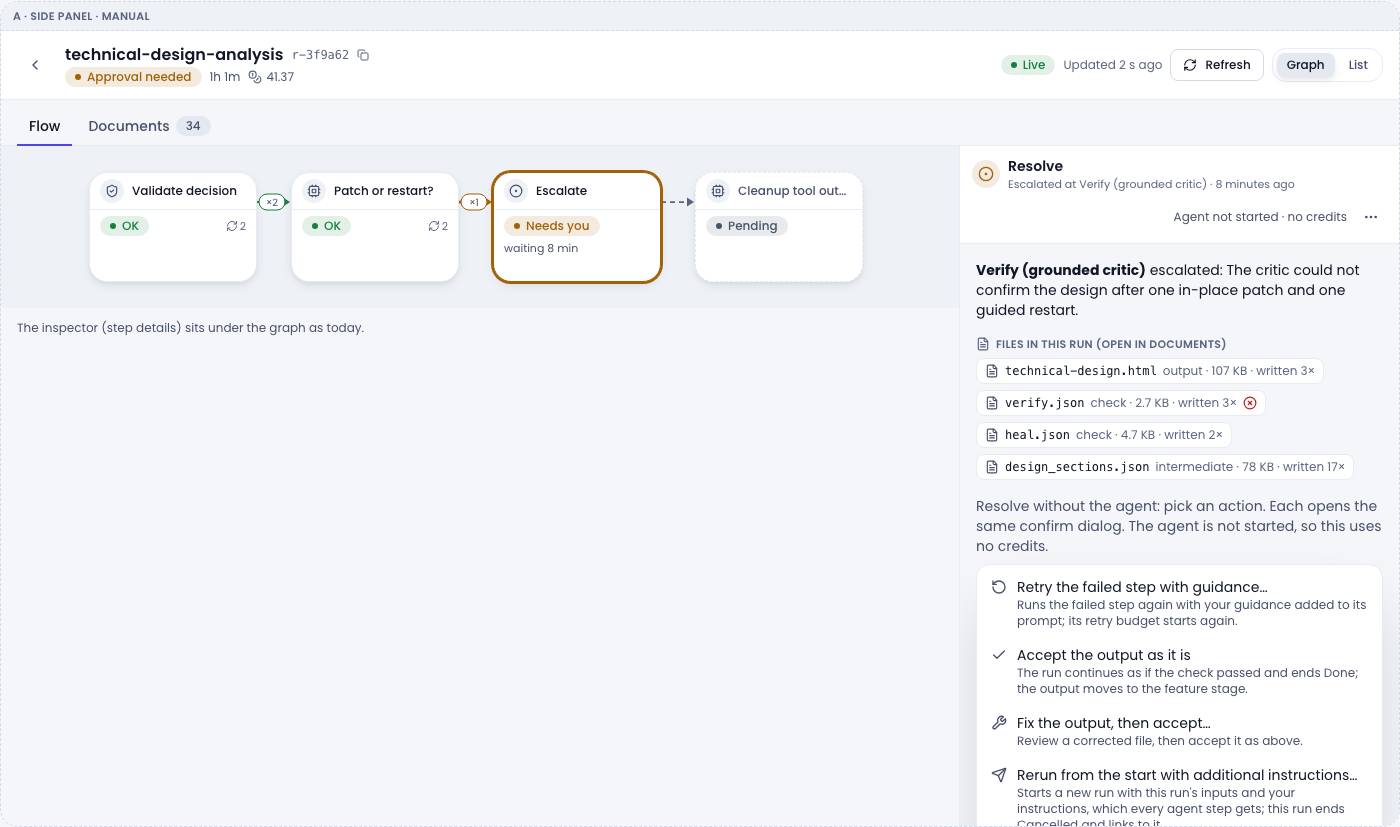 A · SIDE PANEL · MANUAL
technical-design-analysis r–3f9a62
Approval needed 1h 1m 41.37
Live Updated 2 s ago Refresh Graph List
Flow Documents 34
Validate decision
OK 2
×2
Patch or restart?
OK 2
×1
Escalate
Needs you
waiting 8 min
Cleanup tool out…
Pending
The inspector (step details) sits under the graph as today.
Resolve
Escalated at Verify (grounded critic) · 8 minutes ago
Agent not started · no credits
Verify (grounded critic) escalated: The critic could not
confirm the design after one in-place patch and one
guided restart.
FILES IN THIS RUN (OPEN IN DOCUMENTS)
technical-design.html output · 107 KB · written 3×
verify.json check · 2.7 KB · written 3×
heal.json check · 4.7 KB · written 2×
design_sections.json intermediate · 78 KB · written 17×
Resolve without the agent: pick an action. Each opens the
same confirm dialog. The agent is not started, so this uses
no credits.
Retry the failed step with guidance…
Runs the failed step again with your guidance added to its
prompt; its retry budget starts again.
Accept the output as it is
The run continues as if the check passed and ends Done;
the output moves to the feature stage.
Fix the output, then accept…
Review a corrected file, then accept it as above.
Rerun from the start with additional instructions…
Starts a new run with this run's inputs and your
instructions, which every agent step gets; this run ends
Cancelled and links to it.